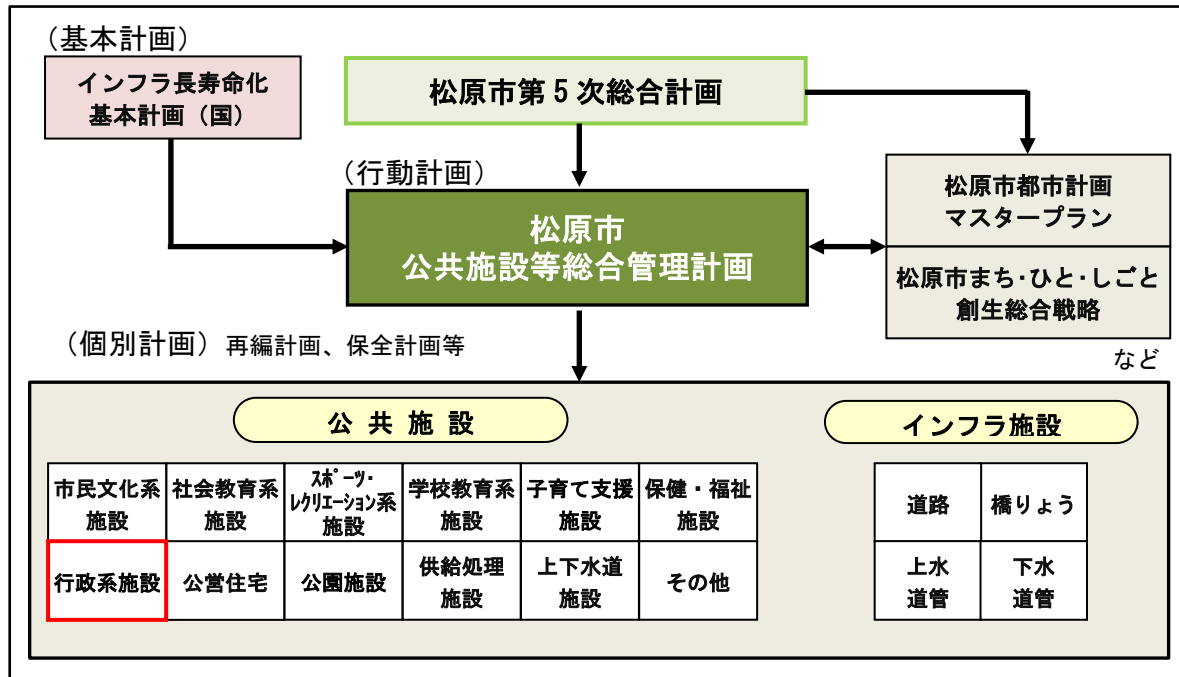 （基本計画）
インフラ長寿命化
基本計画（国）
松原市第５次総合計画
（行動計画）
松原市
公共施設等総合管理計画
松原市都市計画
マスタープラン
松原市まち・ひと・しごと
創生総合戦略
など
（個別計画）再編計画、保全計画等
公共施設
市民文化系
施設
社会教育系
施設
ｽﾎﾟｰﾂ・
ﾚｸﾘｴｰｼｮﾝ系
施設
学校教育系
施設
子育て支援
施設
保健・福祉
施設
行政系施設
公営住宅
公園施設
供給処理
施設
上下水道
施設
その他
インフラ施設
道路
橋りょう
上水
道管
下水
道管